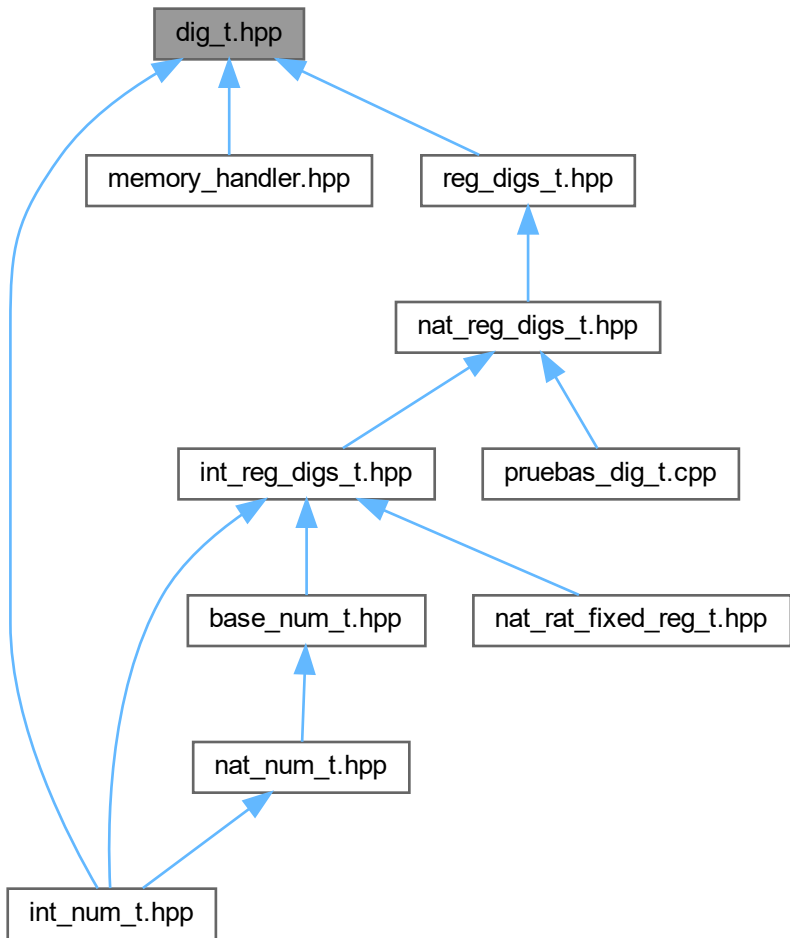 dig_t.hpp
memory_handler.hpp
reg_digs_t.hpp
nat_reg_digs_t.hpp
int_reg_digs_t.hpp
pruebas_dig_t.cpp
base_num_t.hpp
nat_rat_fixed_reg_t.hpp
nat_num_t.hpp
int_num_t.hpp